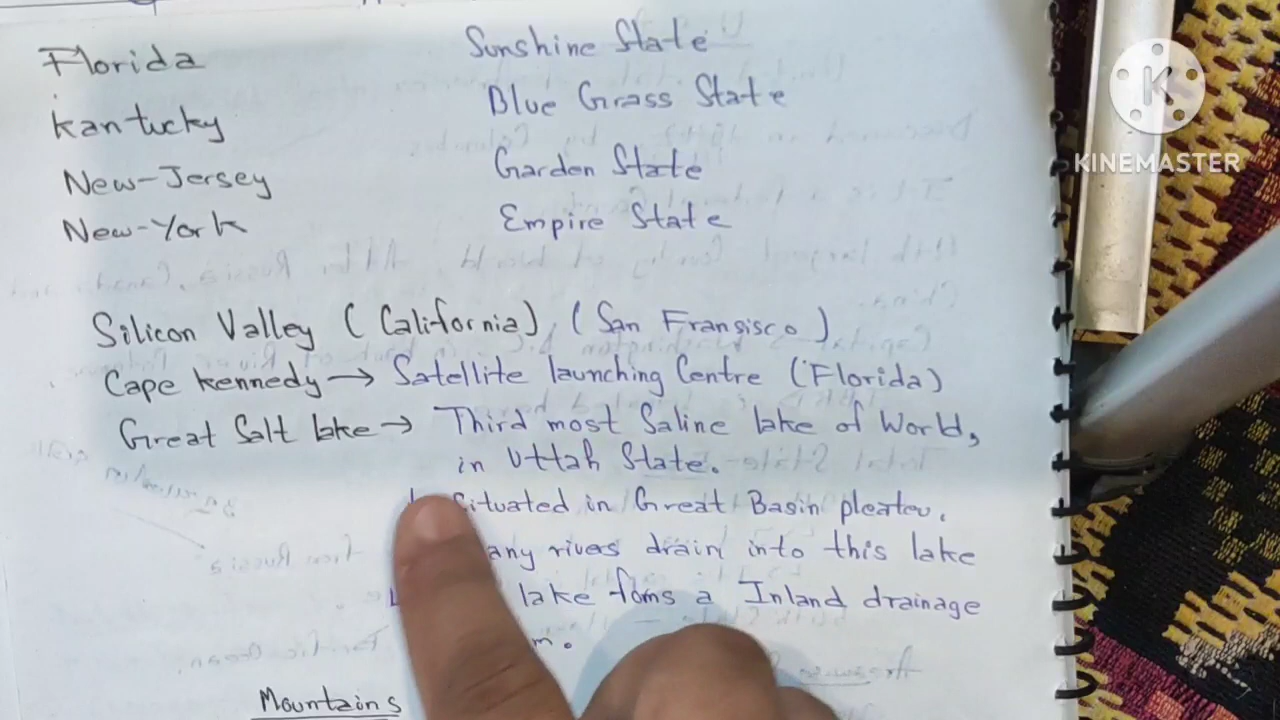 Florida Sunshine State
Kantucky Blue Grass State
New-Jersey Garden State
New-York Empire State
Silicon Valley (California), (San Fransisco)
Cape Kennedy → Satellite launching Centre (Florida)
Great Salt lake → Third most Saline lake of World,
in Uttah State.
situated in Great Basin pleateu.
rives drain into this lake
lake foms a Inland drainage
Mountains
K
KINEMASTER